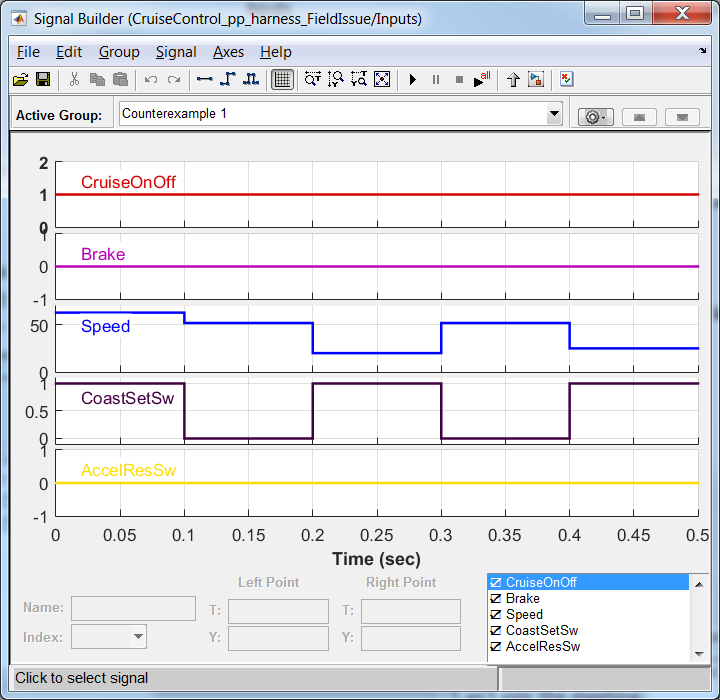 Signal Builder (CruiseControl_pp_harness_FieldIssue/Inputs)
File Edit Group Signal Axes Help
all
Active Group: Counterexample 1
2
CruiseOnOff
1
0
1
Brake
0
-1
50
Speed
0
1
CoastSetSw
0.5
0
1
AccelResSw
0
-1
0 0.05 0.1 0.15 0.2 0.25 0.3 0.35 0.4 0.45 0.5
Time (sec)
Left Point Right Point
Name: T: T:
Index: Y: Y:
CruiseOnOff
Brake
Speed
CoastSetSw
AccelResSw
Click to select signal